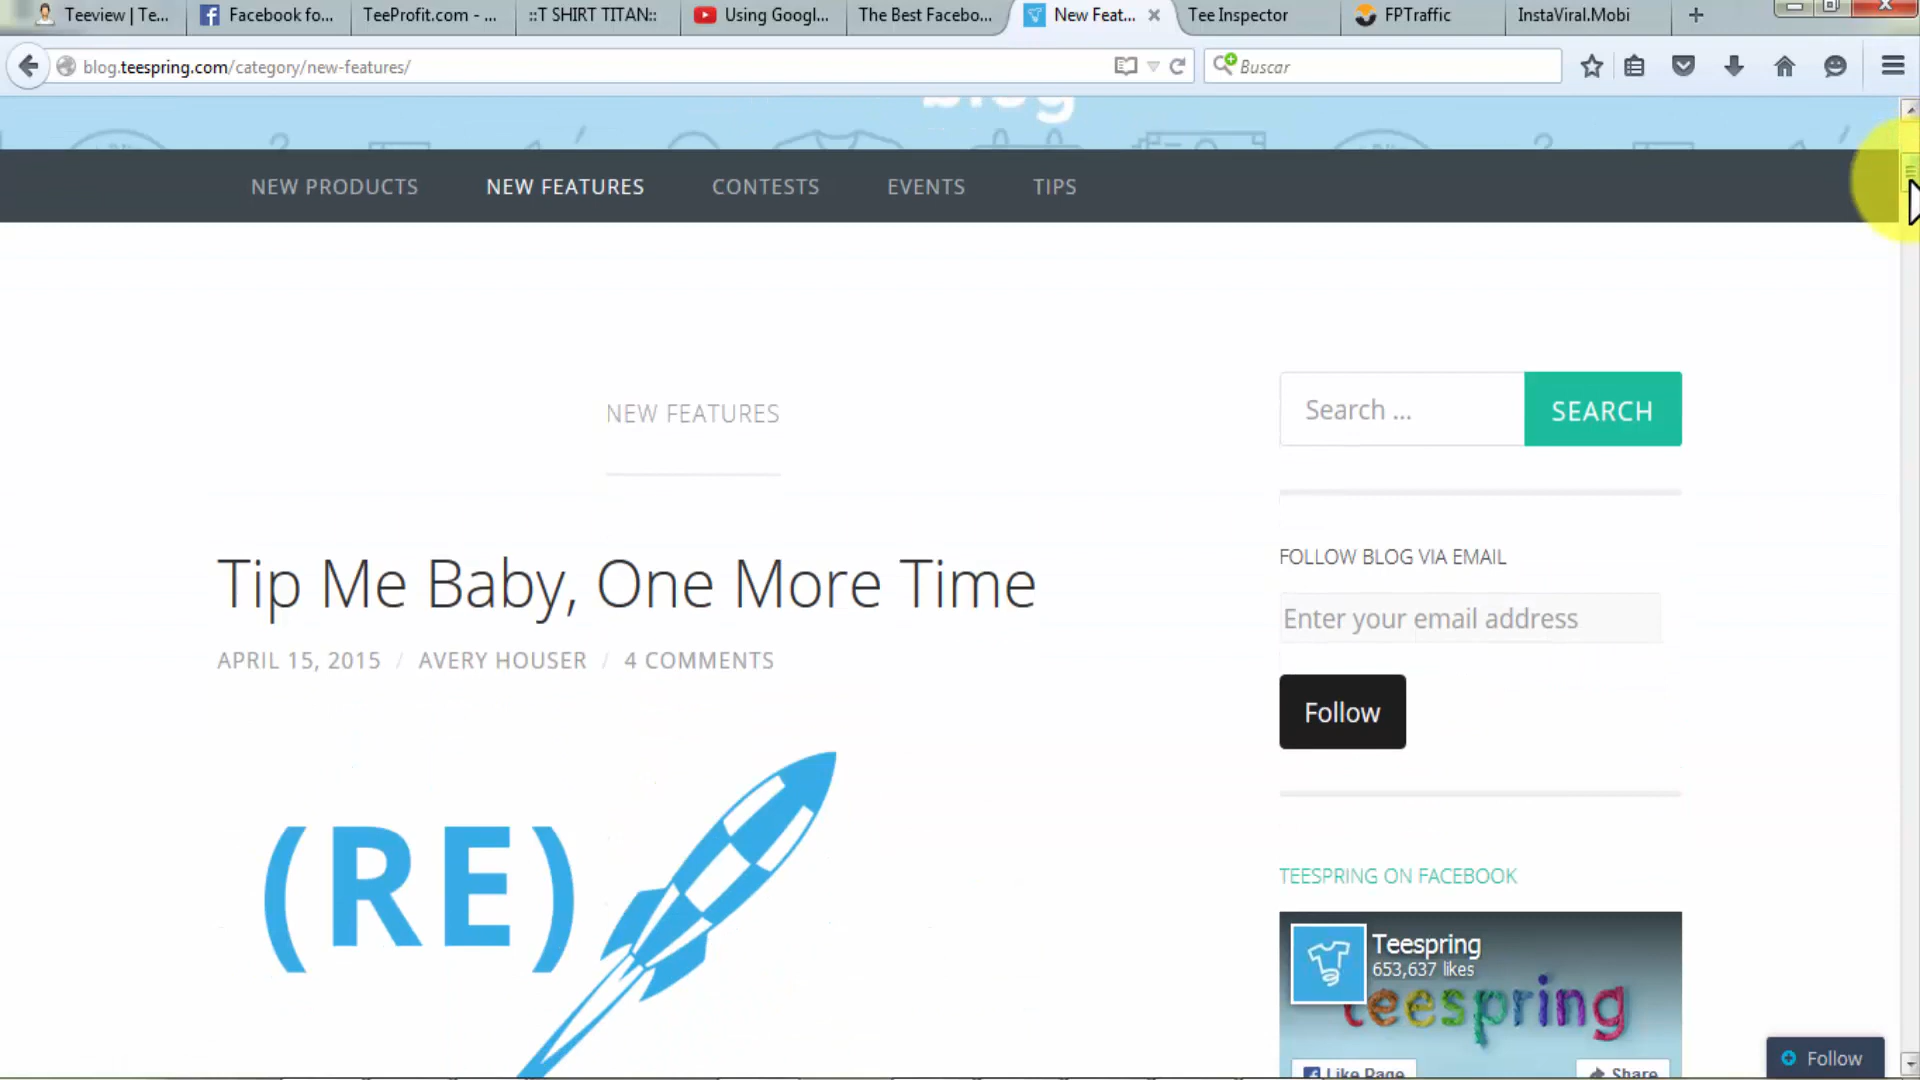 Teeview | Te...
Facebook fo...
TeeProfit.com - ...
::T SHIRT TITAN::
Using Googl...
The Best Facebo...
New Feat...
Tee Inspector
FPTraffic
InstaViral.Mobi
blog.teespring.com/category/new-features/
Buscar
blog
NEW PRODUCTS
NEW FEATURES
CONTESTS
EVENTS
TIPS
NEW FEATURES
Search ...
SEARCH
FOLLOW BLOG VIA EMAIL
Tip Me Baby, One More Time
Enter your email address
APRIL 15, 2015 / AVERY HOUSER / 4 COMMENTS
Follow
(RE)
TEESPRING ON FACEBOOK
Teespring
653,637 likes
teespring
Like Page
Share
Follow